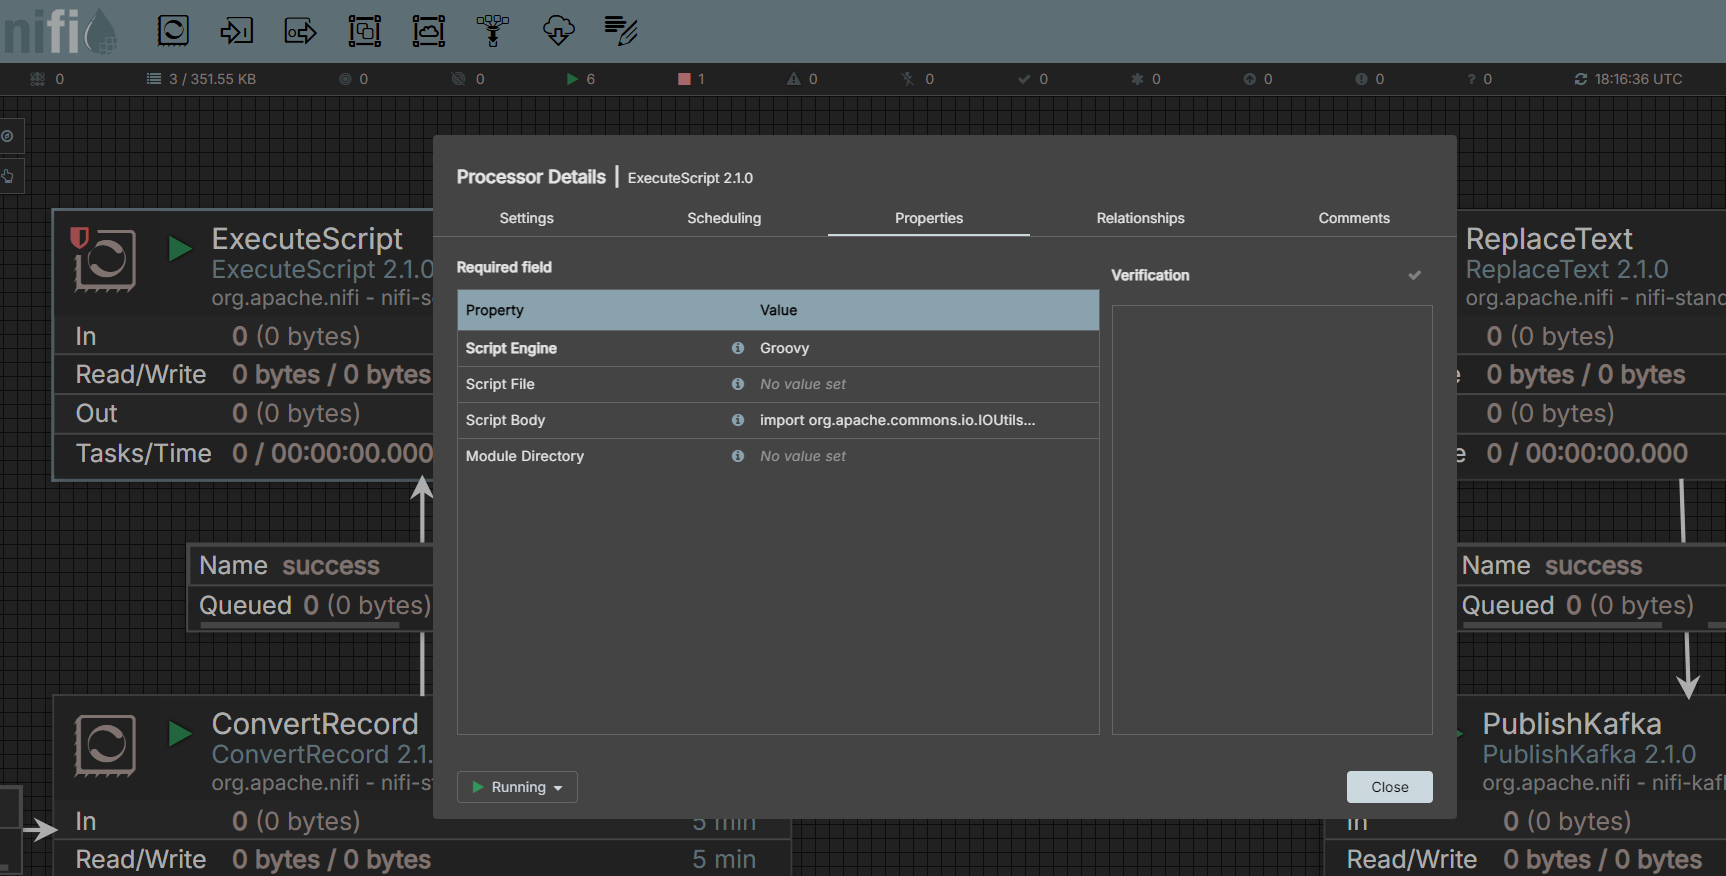 nifi
0
3 / 351.55 KB
0
0
6
1
0
0
0
0
0
0
0
18:16:36 UTC
Processor Details | ExecuteScript 2.1.0
Settings
Scheduling
Properties
Relationships
Comments
Required field
Verification
Property Value
Script Engine Groovy
Script File No value set
Script Body import org.apache.commons.io.IOUtils...
Module Directory No value set
Running
Close
ExecuteScript
ExecuteScript 2.1.0
org.apache.nifi - nifi-s
In 0 (0 bytes)
Read/Write 0 bytes / 0 bytes
Out 0 (0 bytes)
Tasks/Time 0 / 00:00:00.000
Name success
Queued 0 (0 bytes)
ConvertRecord
ConvertRecord 2.1.
org.apache.nifi - nifi-s
In 0 (0 bytes) 5 min
Read/Write 0 bytes / 0 bytes 5 min
ReplaceText
ReplaceText 2.1.0
org.apache.nifi - nifi-stan
0 (0 bytes)
e 0 bytes / 0 bytes
0 (0 bytes)
e 0 / 00:00:00.000
Name success
Queued 0 (0 bytes)
PublishKafka
PublishKafka 2.1.0
org.apache.nifi - nifi-kaf
In 0 (0 bytes)
Read/Write 0 bytes / 0 bytes